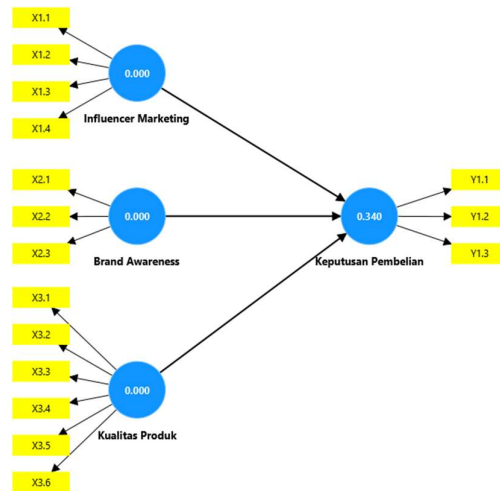 X1.1
X1.2
X1.3
X1.4
0.000
Influencer Marketing
X2.1
X2.2
X2.3
0.000
Brand Awareness
X3.1
X3.2
X3.3
X3.4
X3.5
X3.6
0.000
Kualitas Produk
0.340
Keputusan Pembelian
Y1.1
Y1.2
Y1.3